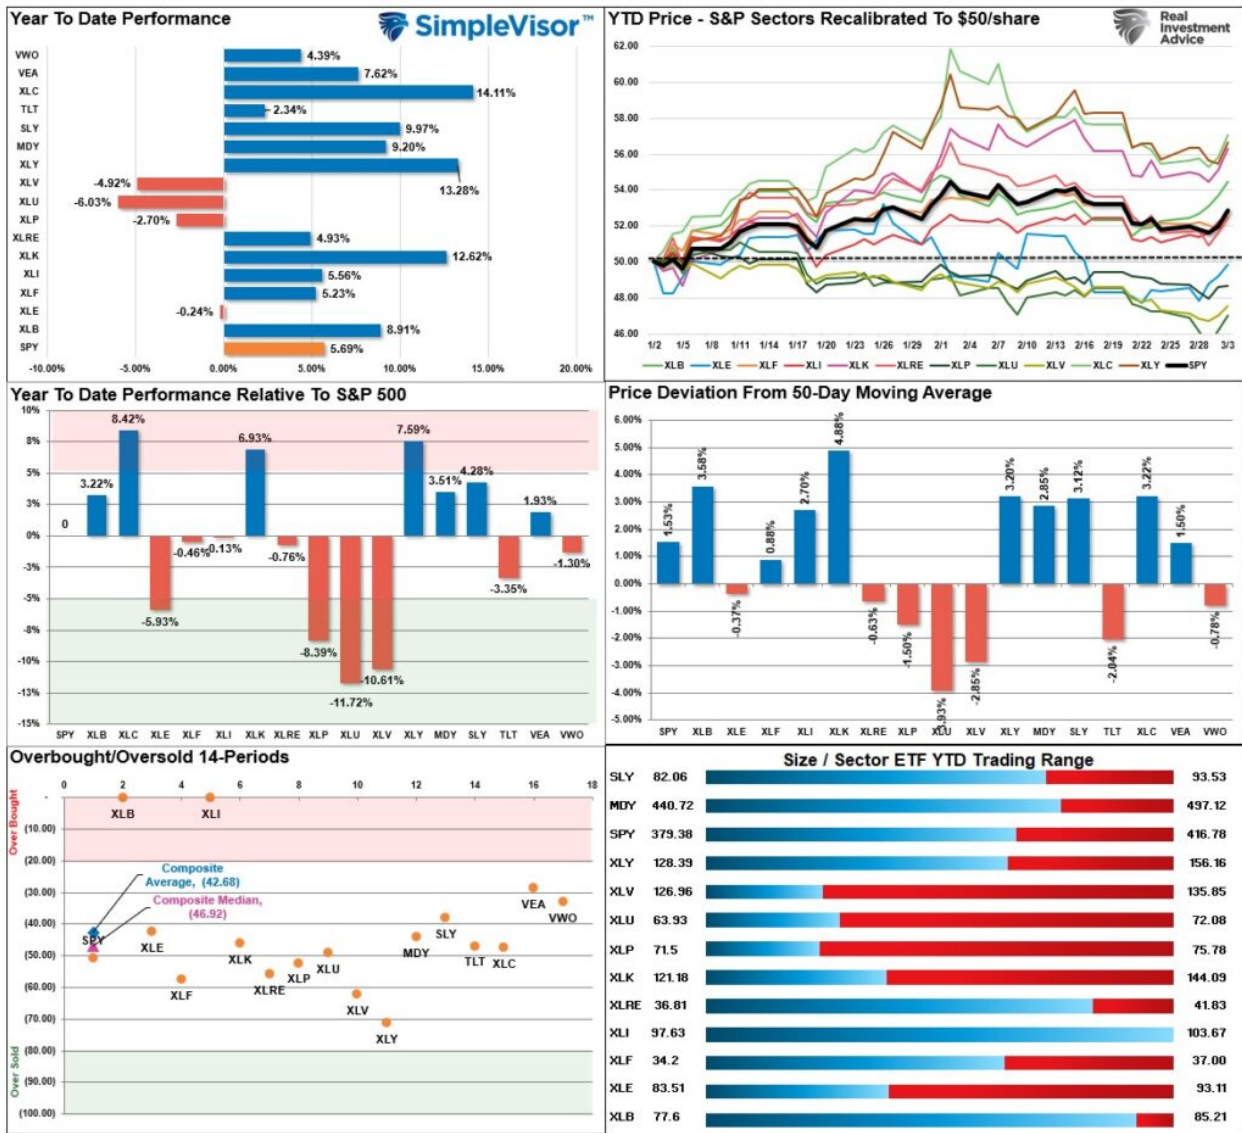 Year To Date Performance
SimpleVisor™
VWO 4.39%
VEA 7.62%
XLC 14.11%
TLT 2.34%
SLY 9.97%
MDY 9.20%
XLY 13.28%
XLV -4.92%
XLU -6.03%
XLP -2.70%
XLRE 4.93%
XLK 12.62%
XLI 5.56%
XLF 5.23%
XLE -0.24%
XLB 8.91%
SPY 5.69%
-10.00% -5.00% 0.00% 5.00% 10.00% 15.00% 20.00%
YTD Price - S&P Sectors Recalibrated To $50/share
Real
Investment
Advice
62.00
60.00
58.00
56.00
54.00
52.00
50.00
48.00
46.00
1/2 1/5 1/8 1/11 1/14 1/17 1/20 1/23 1/26 1/29 2/1 2/4 2/7 2/10 2/13 2/16 2/19 2/22 2/25 2/28 3/3
XLB XLE XLF XLI XLK XLRE XLP XLU XLV XLC XLY SPY
Year To Date Performance Relative To S&P 500
10%
8%
5%
3%
0%
-3%
-5%
-8%
-10%
-13%
-15%
0 3.22% 8.42% -5.93% -0.46% -0.13% 6.93% -0.76% -8.39% -11.72% -10.61% 7.59% 3.51% 4.28% -3.35% 1.93% -1.30%
SPY XLB XLC XLE XLF XLI XLK XLRE XLP XLU XLV XLY MDY SLY TLT VEA VWO
Price Deviation From 50-Day Moving Average
6.00%
5.00%
4.00%
3.00%
2.00%
1.00%
0.00%
-1.00%
-2.00%
-3.00%
-4.00%
-5.00%
1.53% 3.58% -0.37% 0.88% 2.70% 4.88% -0.63% -1.50% -2.85% 3.20% 2.85% 3.12% -2.04% 3.22% 1.50% -0.78%
SPY XLB XLE XLF XLI XLK XLRE XLP XLU XLV XLY MDY SLY TLT XLC VEA VWO
Overbought/Oversold 14-Periods
0 2 4 6 8 10 12 14 16 18
Over Bought
Over Sold
-
(10.00)
(20.00)
(30.00)
(40.00)
(50.00)
(60.00)
(70.00)
(80.00)
(90.00)
(100.00)
XLB XLI
Composite
Average, (42.68)
Composite Median,
(46.92)
VEA
VWO
SLY
SPY XLE
MDY
XLK
TLT XLC
XLU
XLP
XLRE
XLF
XLV
XLY
Size / Sector ETF YTD Trading Range
SLY 82.06 93.53
MDY 440.72 497.12
SPY 379.38 416.78
XLY 128.39 156.16
XLV 126.96 135.85
XLU 63.93 72.08
XLP 71.5 75.78
XLK 121.18 144.09
XLRE 36.81 41.83
XLI 97.63 103.67
XLF 34.2 37.00
XLE 83.51 93.11
XLB 77.6 85.21